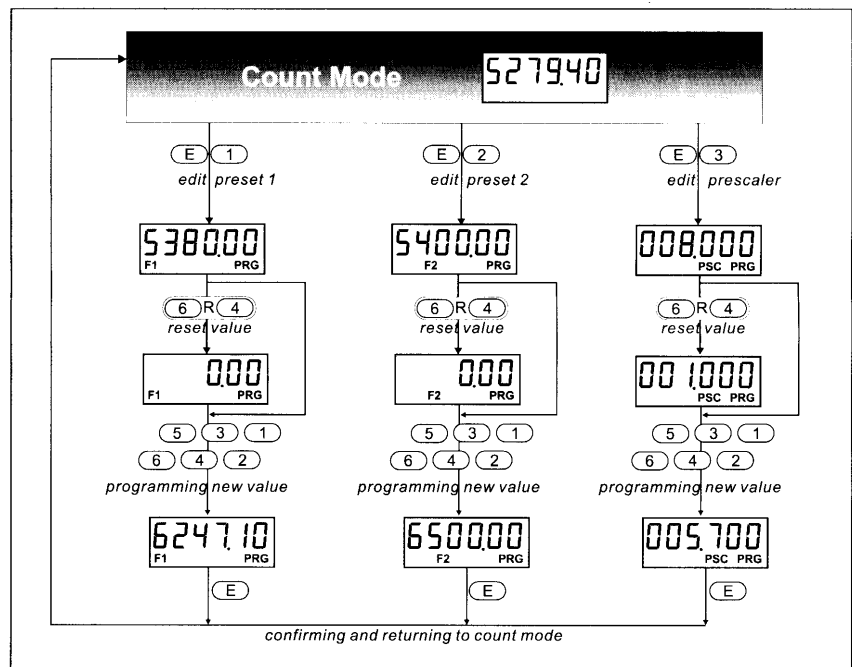 Count Mode 5279.40
E 1 E 2 E 3
edit preset 1 edit preset 2 edit prescaler
5380.00 5400.00 008.000
F1 PRG F2 PRG PSC PRG
6 R 4 6 R 4 6 R 4
reset value reset value reset value
0.00 0.00 001.000
F1 PRG F2 PRG PSC PRG
5 3 1 5 3 1 5 3 1
6 4 2 6 4 2 6 4 2
programming new value programming new value programming new value
6247.10 6500.00 005.700
F1 PRG F2 PRG PSC PRG
E E E
confirming and returning to count mode